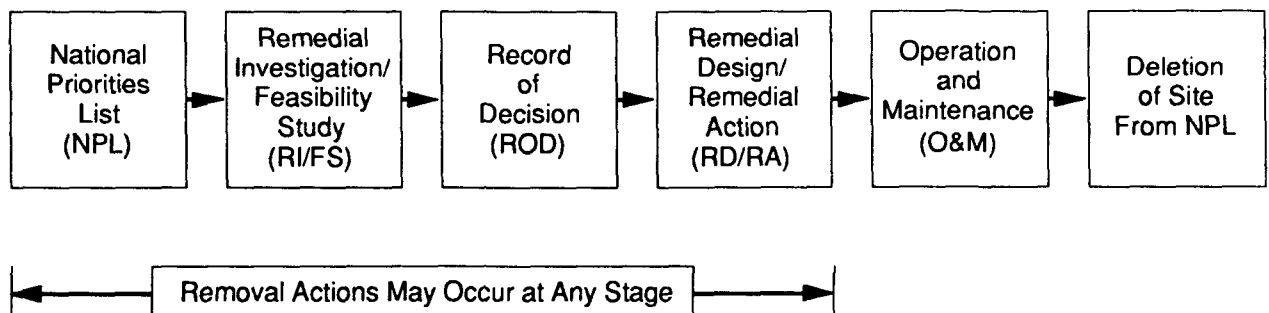 National
Priorities
List
(NPL)
Remedial
Investigation/
Feasibility
Study
(RI/FS)
Record
of
Decision
(ROD)
Remedial
Design/
Remedial
Action
(RD/RA)
Operation
and
Maintenance
(O&M)
Deletion
of Site
From NPL
Removal Actions May Occur at Any Stage